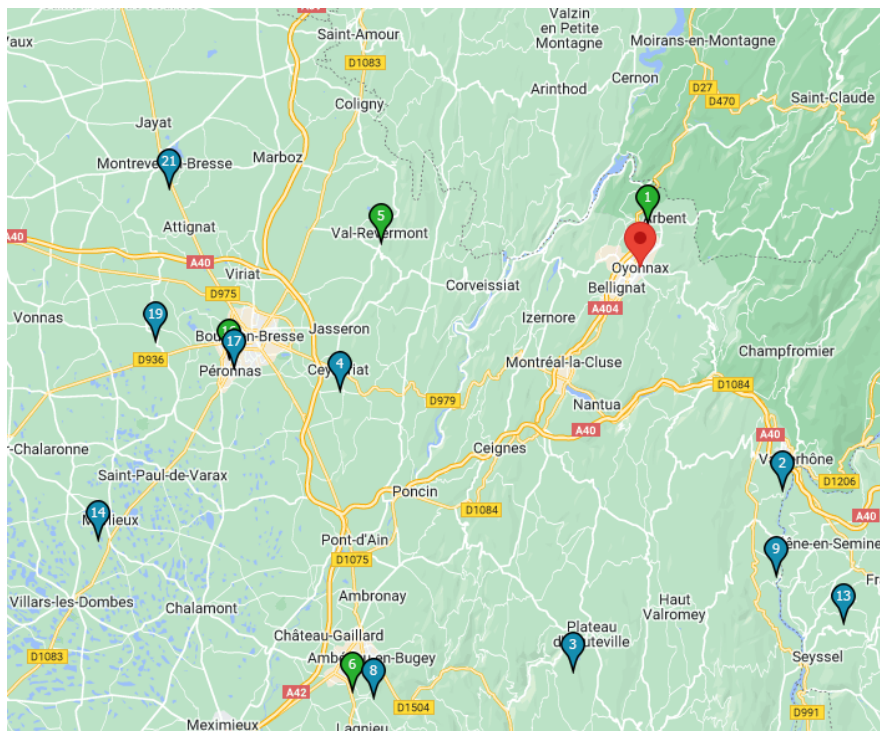 Valzin
en Petite
Montagne
Moirans-en-Montagne
Saint-Amour
D1083
Cernon
D27
D470
Arinthod
Saint-Claude
Coligny
Jayat
Marboz
21
1
5
Attignat
Val-Revermont
A40
Oyonnax
Viriat
A40
Bellignat
Corveissiat
D975
A404
Vonnas
19
Jasseron
Izernore
17
D936
Champfromier
4
Montréal-la-Cluse
Péronnas
D1084
D979
Nantua
A40
A40
Ceignes
2
D1206
Saint-Paul-de-Varax
Poncin
D1084
14
A40
Pont-d'Ain
9
D1075
Villars-les-Dombes
Chalamont
Ambronay
Haut
Valromey
13
Château-Gaillard
Plateau
3
D1083
Seyssel
6
8
A42
D1504
D991
Meximieux
Lagnieu